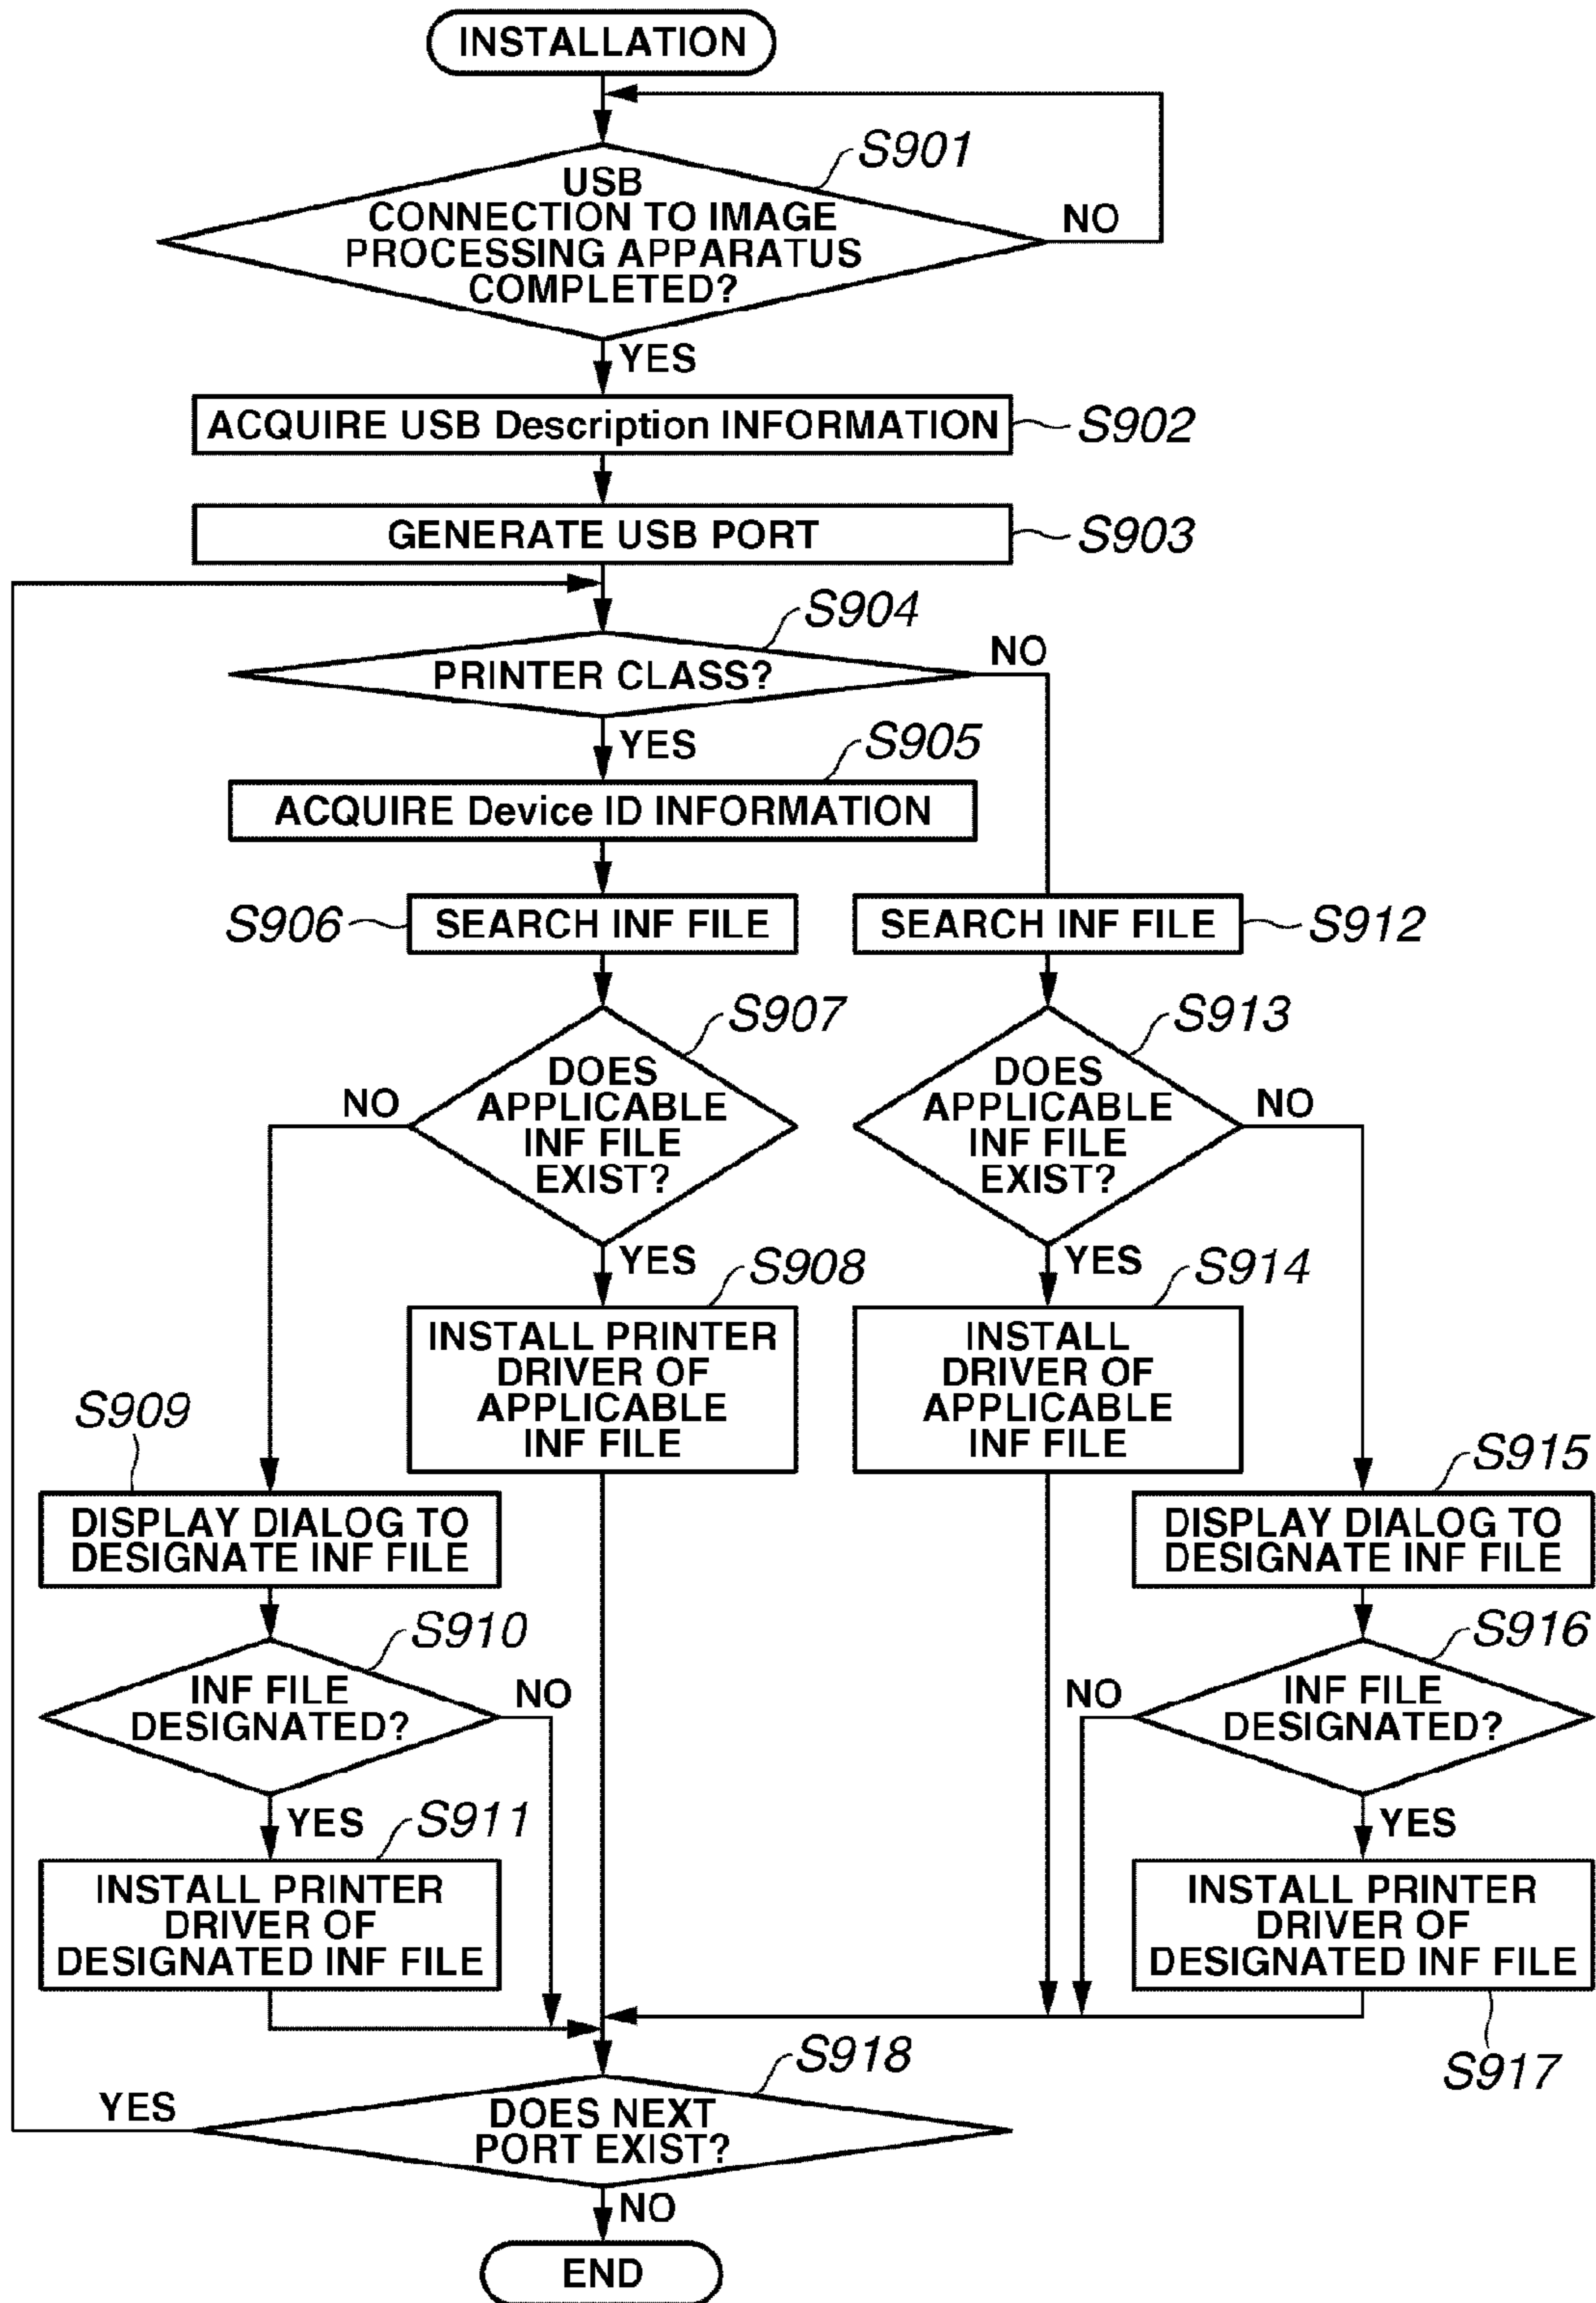 INSTALLATION
S901
USB
CONNECTION TO IMAGE
PROCESSING APPARATUS
COMPLETED?
NO
YES
ACQUIRE USB Description INFORMATION
S902
GENERATE USB PORT
S903
S904
PRINTER CLASS?
NO
YES
S905
ACQUIRE Device ID INFORMATION
S906
SEARCH INF FILE
SEARCH INF FILE
S912
S907
DOES
APPLICABLE
INF FILE
EXIST?
NO
YES
S913
DOES
APPLICABLE
INF FILE
EXIST?
NO
YES
S908
INSTALL PRINTER
DRIVER OF
APPLICABLE
INF FILE
S914
INSTALL
DRIVER OF
APPLICABLE
INF FILE
S909
DISPLAY DIALOG TO
DESIGNATE INF FILE
S915
DISPLAY DIALOG TO
DESIGNATE INF FILE
S910
INF FILE
DESIGNATED?
NO
YES
S916
INF FILE
DESIGNATED?
NO
YES
S911
INSTALL PRINTER
DRIVER OF
DESIGNATED INF FILE
INSTALL PRINTER
DRIVER OF
DESIGNATED INF FILE
S917
S918
DOES NEXT
PORT EXIST?
YES
NO
END